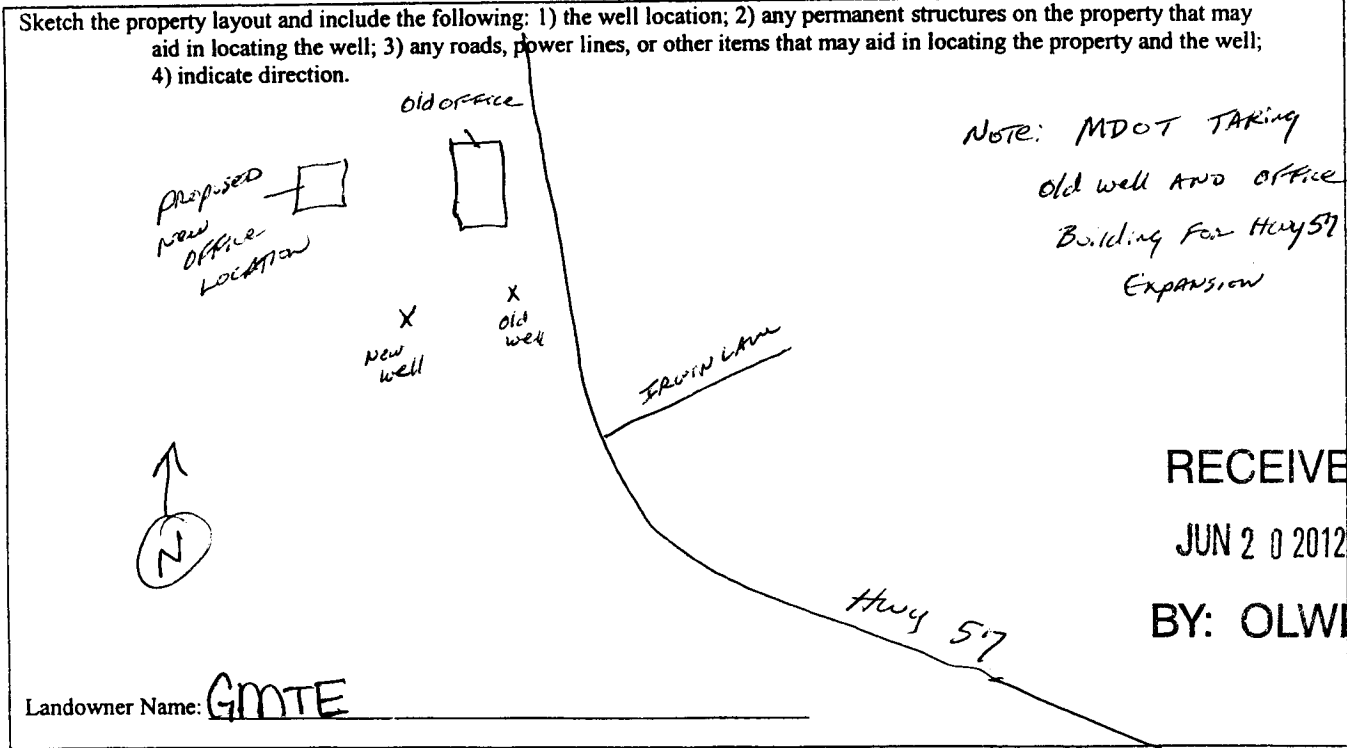 Sketch the property layout and include the following: 1) the well location; 2) any permanent structures on the property that may
aid in locating the well; 3) any roads, power lines, or other items that may aid in locating the property and the well;
4) indicate direction.
Old office
Note: MDOT TAKing
Old well AND office
Building For Hwy 57
Expansion
proposed
new
office
LOCATION
X
New
well
X
old
well
IRWIN LANE
N
RECEIVE
JUN 2 0 2012
BY: OLW
Hwy 57
Landowner Name: GMTE